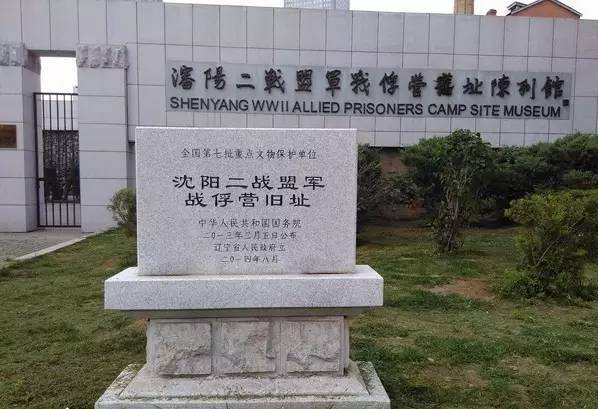 瀋陽二戰盟軍戰俘營舊址陳列館
SHENYANG WWII ALLIED PRISONERS CAMP SITE MUSEUM
全国第七批重点文物保护单位
沈阳二战盟军
战俘营旧址
中华人民共和国国务院
二〇一三年三月五日公布
辽宁省人民政府立
二〇一四年八月